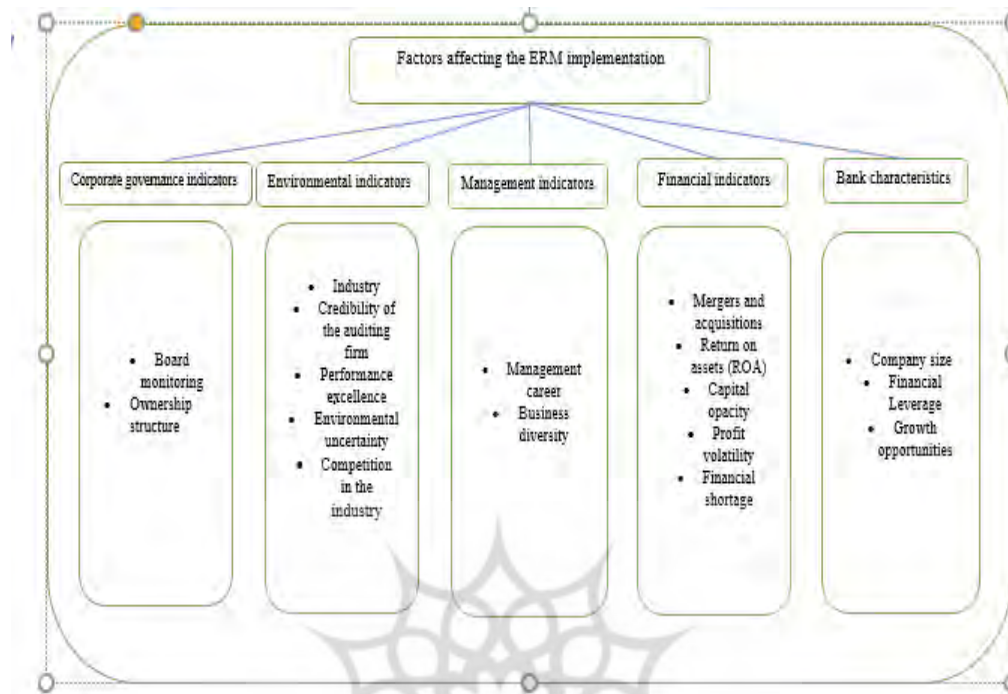 Factors affecting the ERM implementation
Corporate governance indicators
Environmental indicators
Management indicators
Financial indicators
Bank characteristics
• Board
monitoring
• Ownership
structure
• Industry
• Credibility of
the auditing
firm
• Performance
excellence
• Environmental
uncertainty
• Competition
in the
industry
• Management
career
• Business
diversity
• Mergers and
acquisitions
• Return on
assets (ROA)
• Capital
opacity
• Profit
volatility
• Financial
shortage
• Company size
• Financial
Leverage
• Growth
opportunities